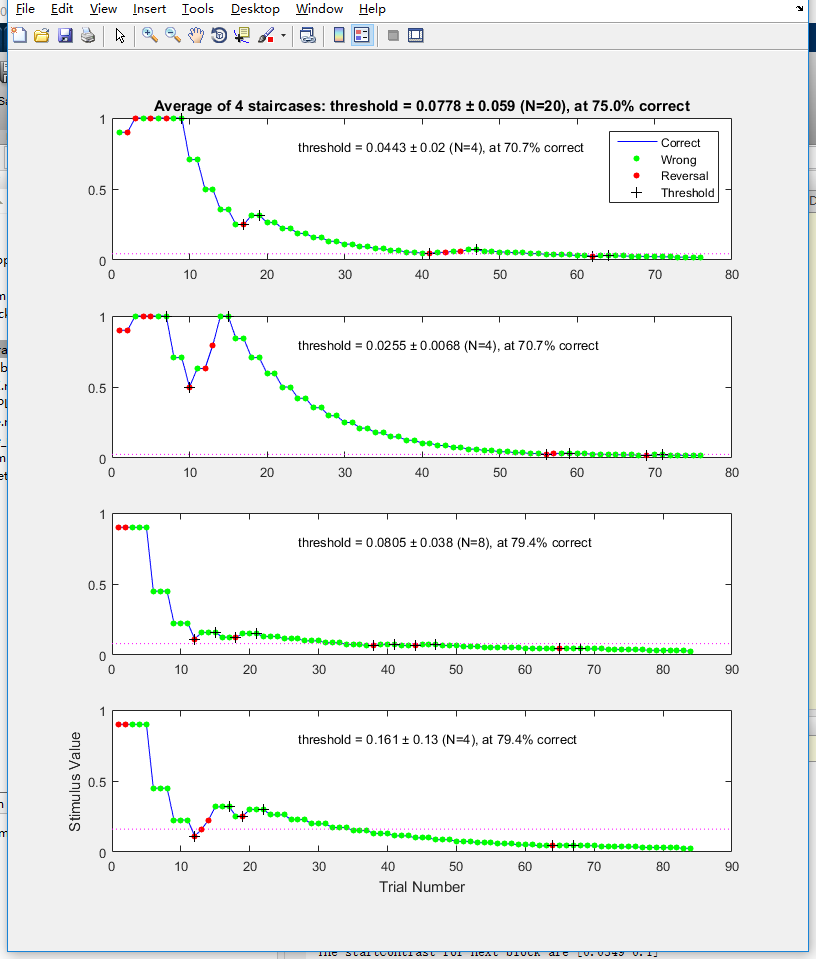 File Edit View Insert Tools Desktop Window Help
Average of 4 staircases: threshold = 0.0778 ± 0.059 (N=20), at 75.0% correct
threshold = 0.0443 ± 0.02 (N=4), at 70.7% correct
Correct
Wrong
Reversal
Threshold
1
0.5
0
0 10 20 30 40 50 60 70 80
threshold = 0.0255 ± 0.0068 (N=4), at 70.7% correct
1
0.5
0
0 10 20 30 40 50 60 70 80
threshold = 0.0805 ± 0.038 (N=8), at 79.4% correct
1
0.5
0
0 10 20 30 40 50 60 70 80 90
threshold = 0.161 ± 0.13 (N=4), at 79.4% correct
1
0.5
0
Stimulus Value
0 10 20 30 40 50 60 70 80 90
Trial Number